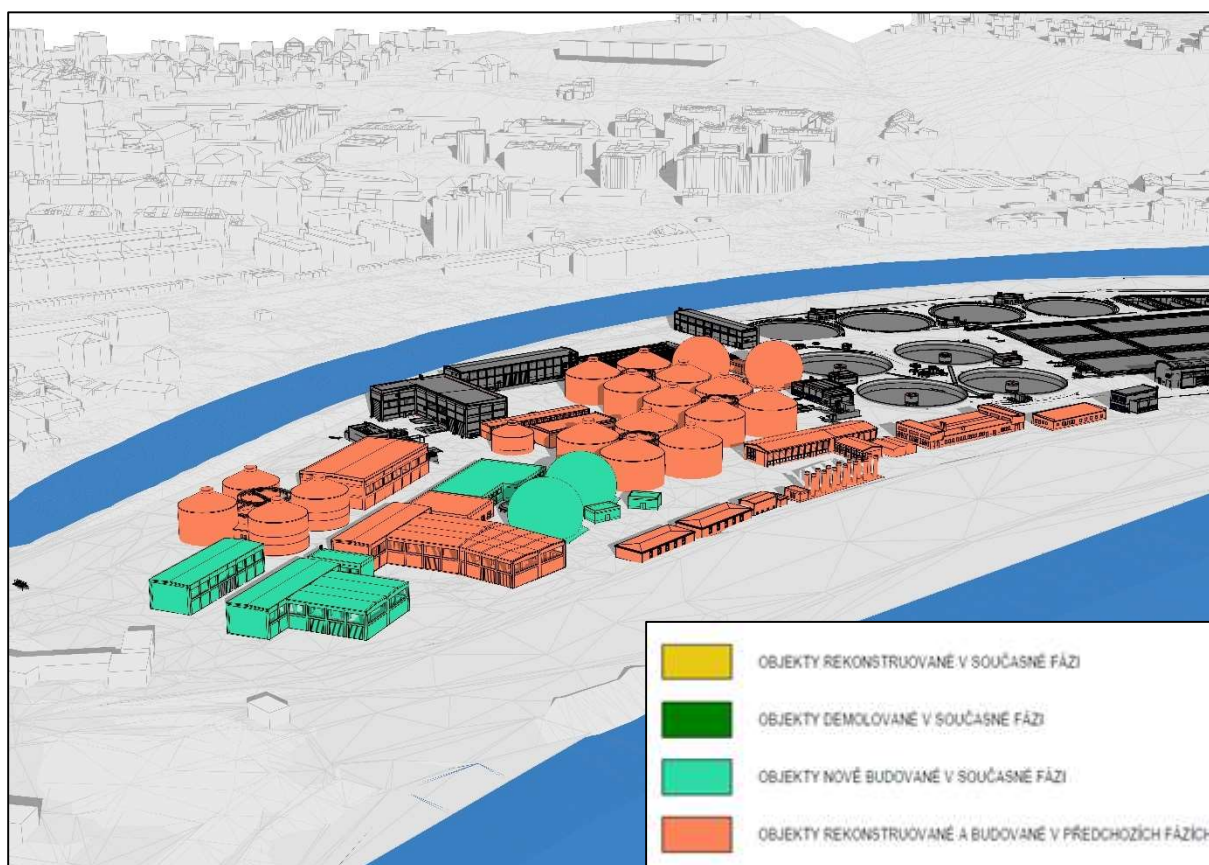 OBJEKTY REKONSTRUOVANÉ V SOUČASNÉ FÁZI
OBJEKTY DEMOLOVANÉ V SOUČASNÉ FÁZI
OBJEKTY NOVĚ BUDOVANÉ V SOUČASNÉ FÁZI
OBJEKTY REKONSTRUOVANÉ A BUDOVANÉ V PŘEDCHOZÍCH FÁZÍCH